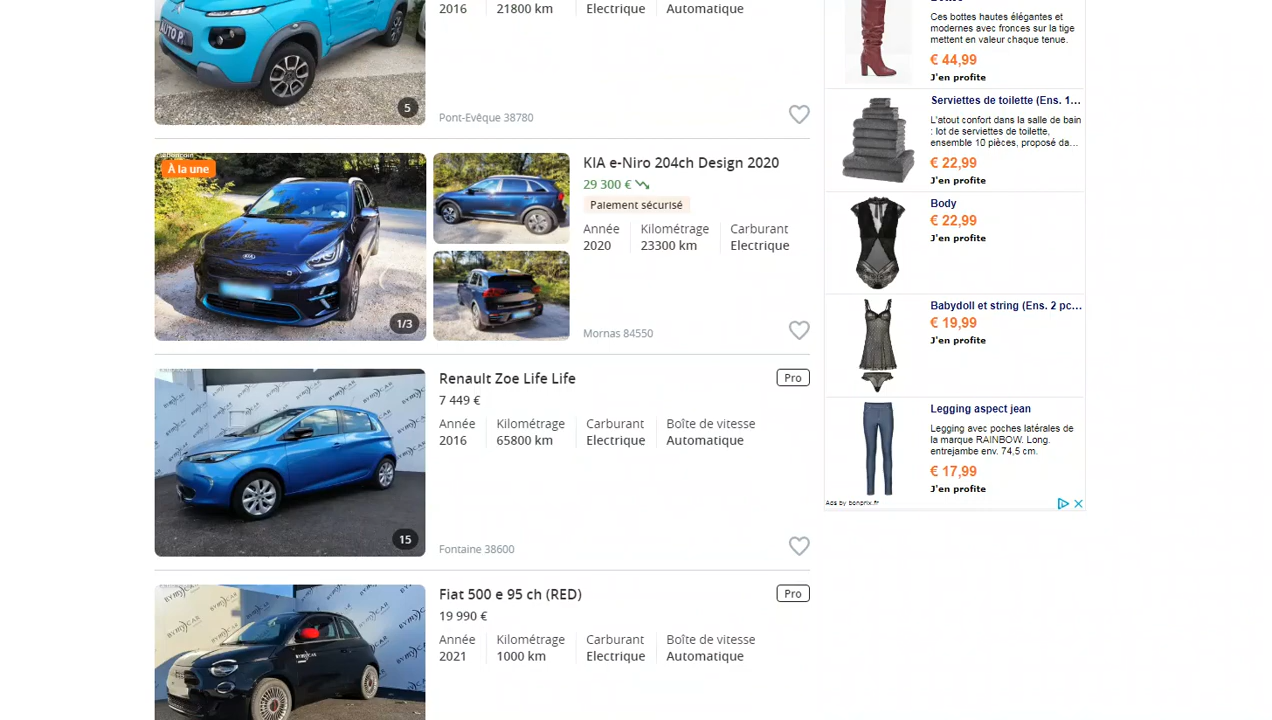 2016
21800 km
Electrique
Automatique
AUTO P.
5
Pont-Evêque 38780
À la une
1/3
KIA e-Niro 204ch Design 2020
29 300 €
Paiement sécurisé
Année
Kilométrage
Carburant
2020
23300 km
Electrique
Mornas 84550
BYMYCAR
15
Renault Zoe Life Life
Pro
7 449 €
Année
Kilométrage
Carburant
Boîte de vitesse
2016
65800 km
Electrique
Automatique
Fontaine 38600
BYMYCAR
Fiat 500 e 95 ch (RED)
Pro
19 990 €
Année
Kilométrage
Carburant
Boîte de vitesse
2021
1000 km
Electrique
Automatique
Ces bottes hautes élégantes et
modernes avec fronces sur la tige
mettent en valeur chaque tenue.
€ 44,99
J'en profite
Serviettes de toilette (Ens. 1...
L'atout confort dans la salle de bain
: lot de serviettes de toilette,
ensemble 10 pièces, proposé da...
€ 22,99
J'en profite
Body
€ 22,99
J'en profite
Babydoll et string (Ens. 2 pc...
€ 19,99
J'en profite
Legging aspect jean
Legging avec poches latérales de
la marque RAINBOW. Long.
entrejambe env. 74,5 cm.
€ 17,99
J'en profite
Ads by bonprix.fr